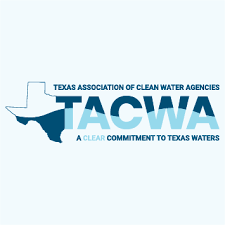 TEXAS ASSOCIATION OF CLEAN WATER AGENCIES
TACWA
A CLEAR COMMITMENT TO TEXAS WATERS